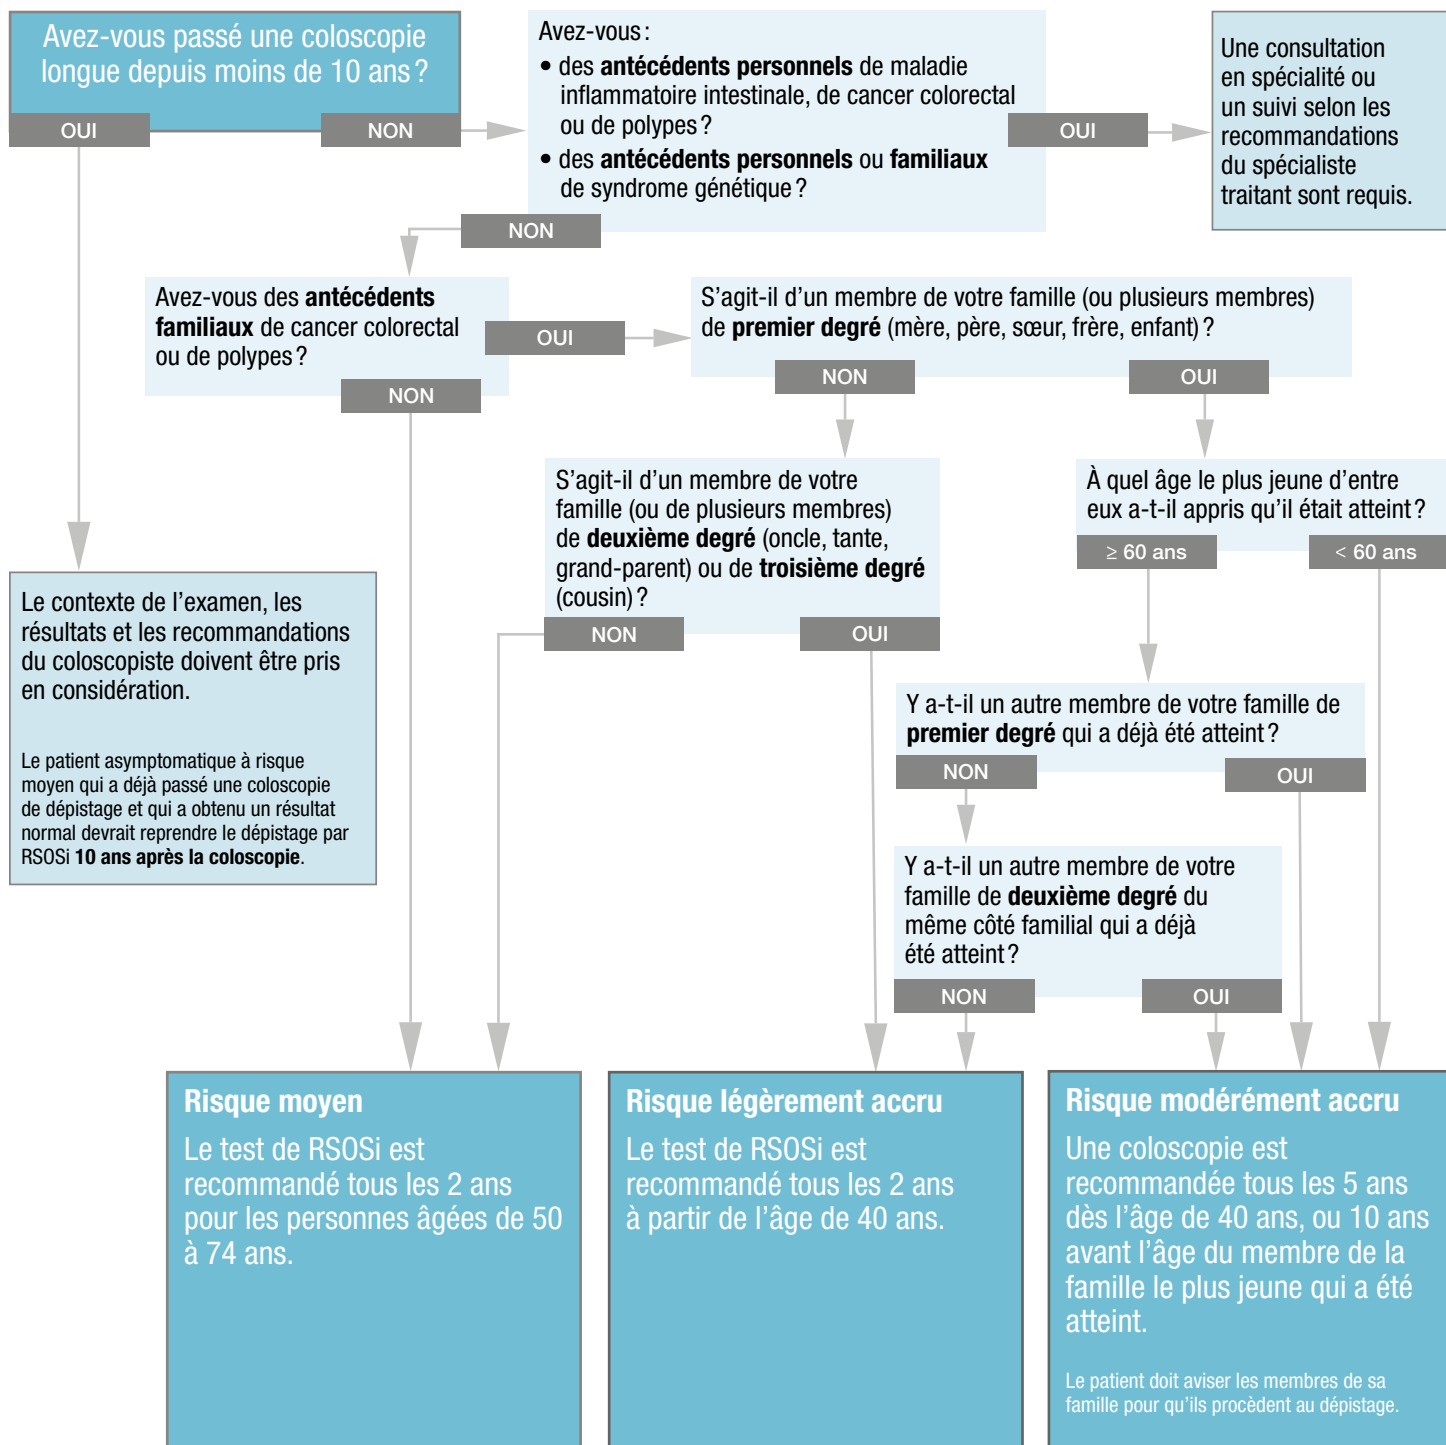 Avez-vous passé une coloscopie
longue depuis moins de 10 ans ?
OUI
NON
Avez-vous :
• des antécédents personnels de maladie
inflammatoire intestinale, de cancer colorectal
ou de polypes ?
• des antécédents personnels ou familiaux
de syndrome génétique ?
OUI
NON
Une consultation
en spécialité ou
un suivi selon les
recommandations
du spécialiste
traitant sont requis.
Avez-vous des antécédents
familiaux de cancer colorectal
ou de polypes ?
OUI
NON
S’agit-il d’un membre de votre famille (ou plusieurs membres)
de premier degré (mère, père, sœur, frère, enfant) ?
NON
OUI
S’agit-il d’un membre de votre
famille (ou de plusieurs membres)
de deuxième degré (oncle, tante,
grand-parent) ou de troisième degré
(cousin) ?
NON
OUI
À quel âge le plus jeune d’entre
eux a-t-il appris qu’il était atteint ?
≥ 60 ans
< 60 ans
Le contexte de l’examen, les
résultats et les recommandations
du coloscopiste doivent être pris
en considération.
Le patient asymptomatique à risque
moyen qui a déjà passé une coloscopie
de dépistage et qui a obtenu un résultat
normal devrait reprendre le dépistage par
RSOSi 10 ans après la coloscopie.
Y a-t-il un autre membre de votre famille de
premier degré qui a déjà été atteint ?
NON
OUI
Y a-t-il un autre membre de votre
famille de deuxième degré du
même côté familial qui a déjà
été atteint ?
NON
OUI
Risque moyen
Le test de RSOSi est
recommandé tous les 2 ans
pour les personnes âgées de 50
à 74 ans.
Risque légèrement accru
Le test de RSOSi est
recommandé tous les 2 ans
à partir de l’âge de 40 ans.
Risque modérément accru
Une coloscopie est
recommandée tous les 5 ans
dès l’âge de 40 ans, ou 10 ans
avant l’âge du membre de la
famille le plus jeune qui a été
atteint.
Le patient doit aviser les membres de sa
famille pour qu’ils procèdent au dépistage.